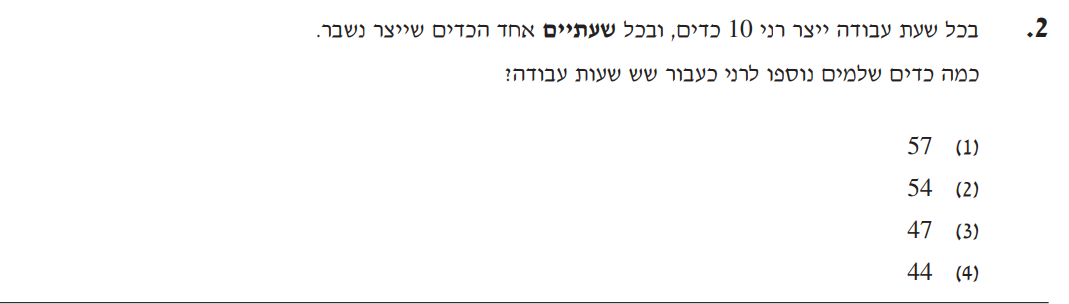 .2 בכל שעת עבודה ייצר רני 10 כדים, ובכל שעתיים אחד הכדים שייצר נשבר.
כמה כדים שלמים נוספו לרני כעבור שש שעות עבודה?
(1) 57
(2) 54
(3) 47
(4) 44